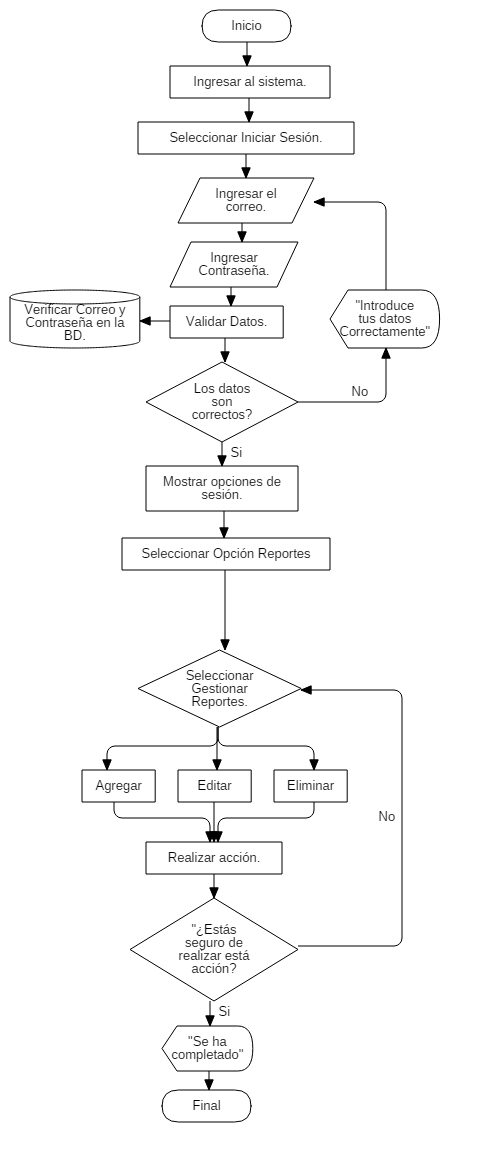 Inicio
Ingresar al sistema.
Seleccionar Iniciar Sesión.
Ingresar el
correo.
Ingresar
Contraseña.
Verificar Correo y
Contraseña en la
BD.
Validar Datos.
"Introduce
tus datos
Correctamente"
Los datos
son
correctos?
No
Si
Mostrar opciones de
sesión.
Seleccionar Opción Reportes
Seleccionar
Gestionar
Reportes.
Agregar
Editar
Eliminar
No
Realizar acción.
"¿Estás
seguro de
realizar está
acción?
Si
"Se ha
completado"
Final